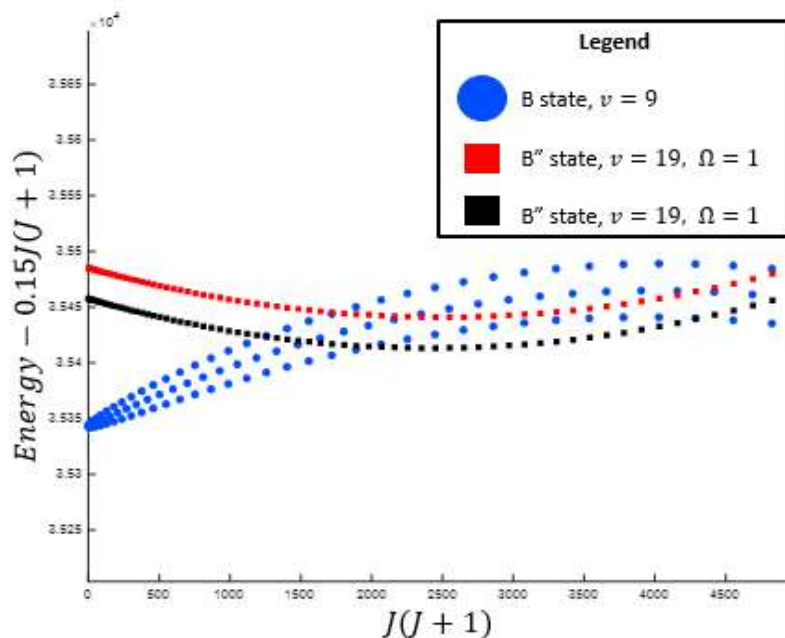 ×10⁴
Legend
B state, v = 9
B″ state, v = 19, Ω = 1
B″ state, v = 19, Ω = 1
Energy − 0.15J(J + 1)
3.565
3.56
3.555
3.55
3.545
3.54
3.535
3.53
3.525
0 500 1000 1500 2000 2500 3000 3500 4000 4500
J(J + 1)